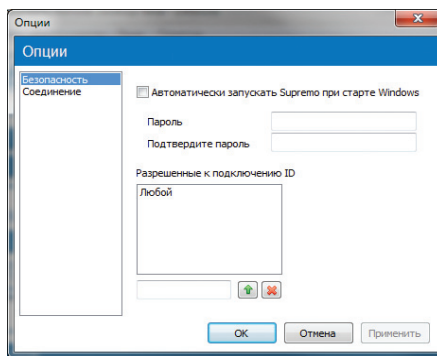 Опции
Опции
Безопасность
Соединение
Автоматически запускать Supremo при старте Windows
Пароль
Подтвердите пароль
Разрешенные к подключению ID
Любой
OK
Отмена
Применить